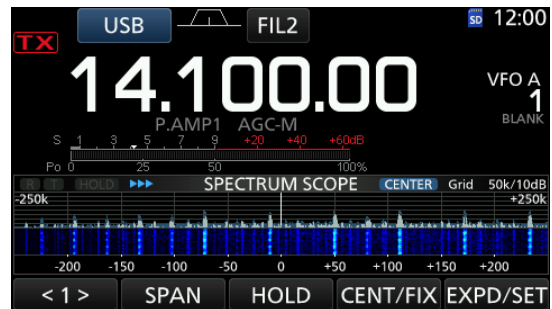 USB FIL2 SD 12:00
TX
14.100.00
VFO A
1
P.AMP1 AGC-M BLANK
S 1 3 5 7 9 +20 +40 +60dB
Po 0 25 50 100%
R T HOLD SPECTRUM SCOPE CENTER Grid 50k/10dB
-250k +250k
-200 -150 -100 -50 0 +50 +100 +150 +200
< 1 > SPAN HOLD CENT/FIX EXPD/SET